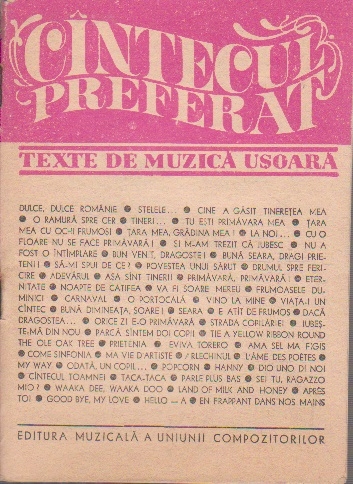 CÎNTECUL
PREFERAT
TEXTE DE MUZICĂ UȘOARĂ
DULCE, DULCE ROMÂNIE ● STELELE... ● CINE A GĂSIT TINEREȚEA MEA
● O RAMURĂ SPRE CER ● TINERI... ● TU EȘTI PRIMĂVARA MEA ● ȚARA
MEA CU OCHI FRUMOȘI ● ȚARA MEA, GRĂDINA MEA! ● LA NOI... ● CU O
FLOARE NU SE FACE PRIMĂVARĂ! ● ȘI M-AM TREZIT CĂ IUBESC ● NU A
FOST O ÎNTÎMPLARE ● BUN VENIT, DRAGOSTE! ● BUNĂ SEARA, DRAGI PRIE-
TENI! ● SĂ-MI SPUI DE CE? ● POVESTEA UNUI SĂRUT ● DRUMUL SPRE FERI-
CIRE ● ADEVĂRUL ● AȘA SÎNT TINERII ● PRIMĂVARĂ, PRIMĂVARĂ! ● ETER-
NITATE ● NOAPTE DE CATIFEA ● VA FI SOARE MEREU ● FRUMOASELE DU-
MINICI ● CARNAVAL ● O PORTOCALĂ ● VINO LA MINE ● VIAȚA-I UN
CÎNTEC ● BUNĂ DIMINEAȚA, SOARE! ● SEARA ● E ATÎT DE FRUMOS ● DACĂ
DRAGOSTEA... ● ORICE ZI E-O PRIMĂVARĂ ● STRADA COPILĂRIEI ● IUBEȘ-
TE-MĂ DIN NOU ● PARCĂ SÎNTEM DOI COPII ● TIE A YELLOW RIBBON ROUND
THE OLE OAK TREE ● PRIETENIA ● EVIVA TORERO ● AMA SEL MA FIGIS
● COME SINFONIA ● MA VIE D'ARTISTE ● ARLECHINUL ● L'ÂME DES POÈTES ●
MY WAY ● ODATĂ, UN COPIL... ● POPCORN ● HANNY ● DIO UNO DI NOI
● CÎNTECUL TOAMNEI ● TACA-TACA ● PARLE PLUS BAS ● SEI TU, RAGAZZO
MIO? ● WAAKA DEE, WAAKA DOO ● LAND OF MILK AND HONEY ● APRÈS
TOI ● GOOD BYE, MY LOVE ● HELLO — A ● EN FRAPPANT DANS NOS MAINS
EDITURA MUZICALĂ A UNIUNII COMPOZITORILOR